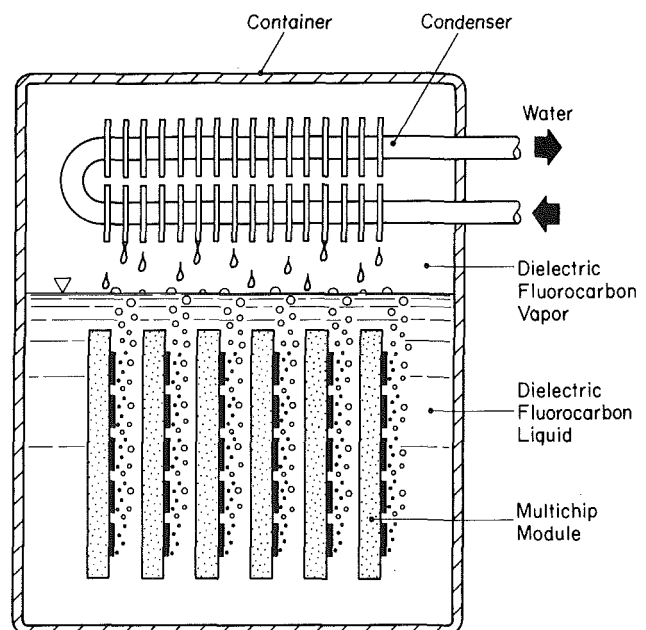 Container
Condenser
Water
Dielectric
Fluorocarbon
Vapor
Dielectric
Fluorocarbon
Liquid
Multichip
Module